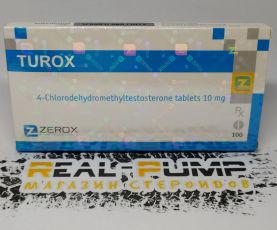 TUROX
4-Chlorodehydromethyltestosterone tablets 10 mg
Rx
100
ZEROX
REAL-PUMP
МАГАЗИН СТЕРОИДОВ